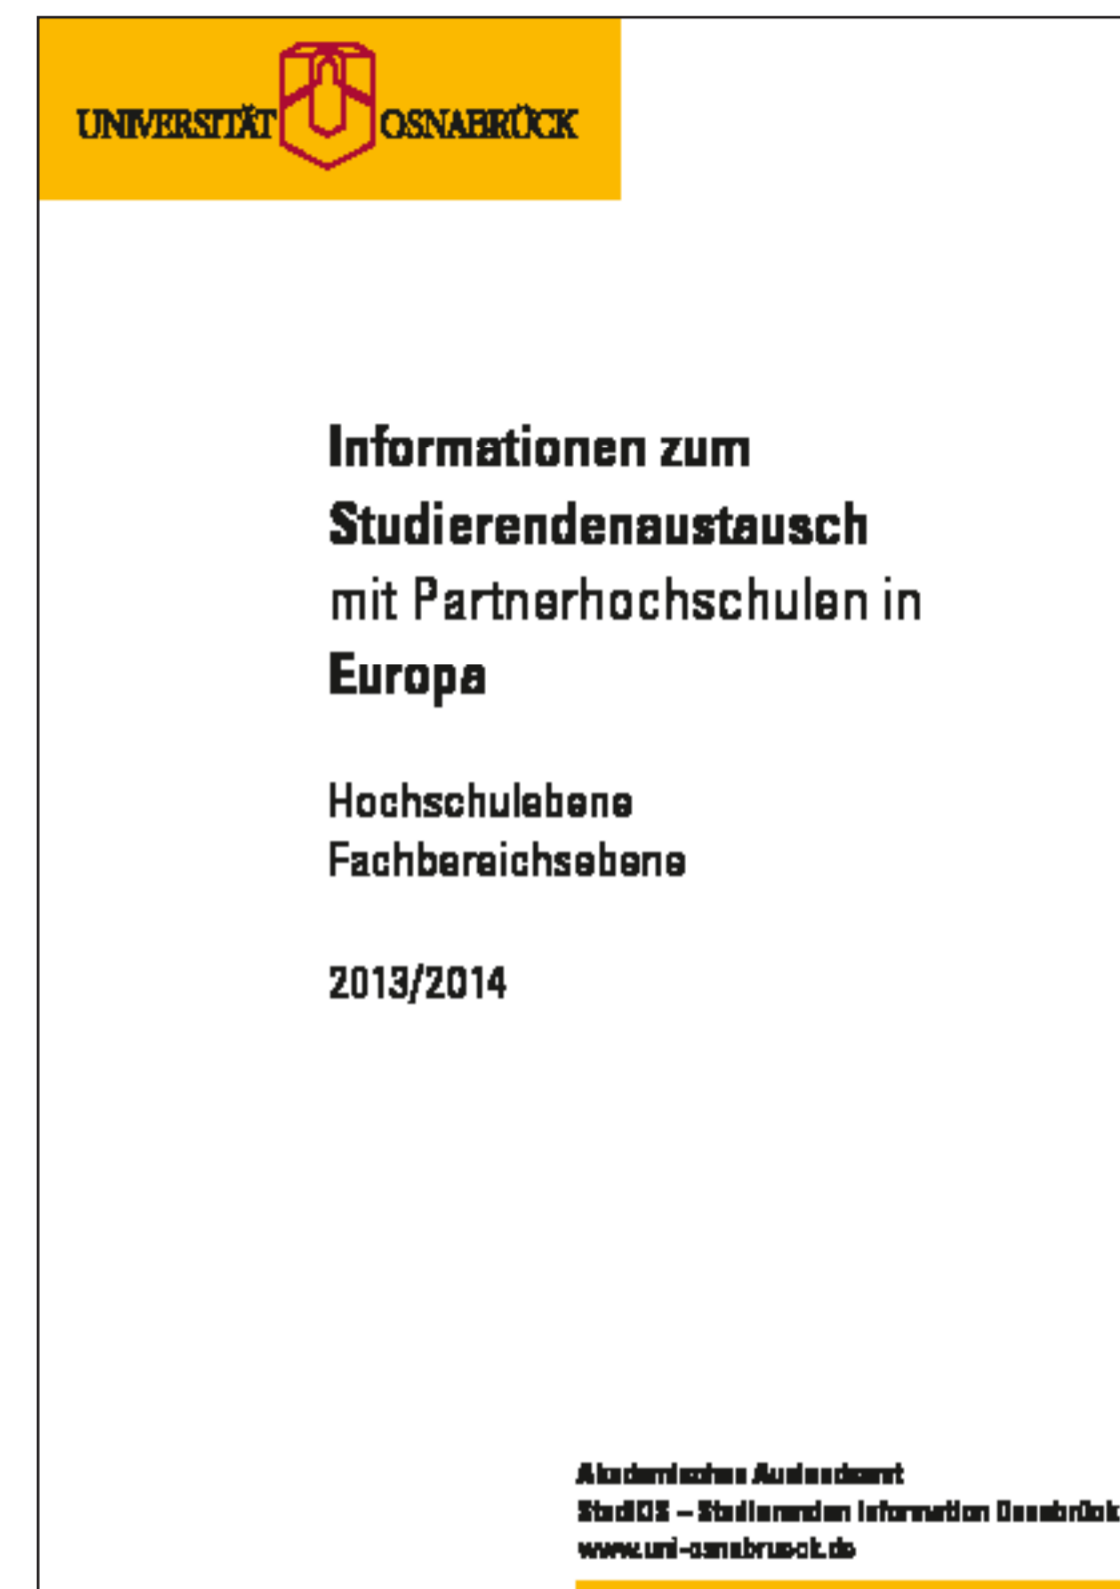 UNIVERSITÄT OSNABRÜCK
Informationen zum
Studierendenaustausch
mit Partnerhochschulen in
Europa
Hochschulebene
Fachbereichsebene
2013/2014
Akademisches Auslandsamt
StudiOS – Studierenden Information Osnabrück
www.uni-osnabrueck.de